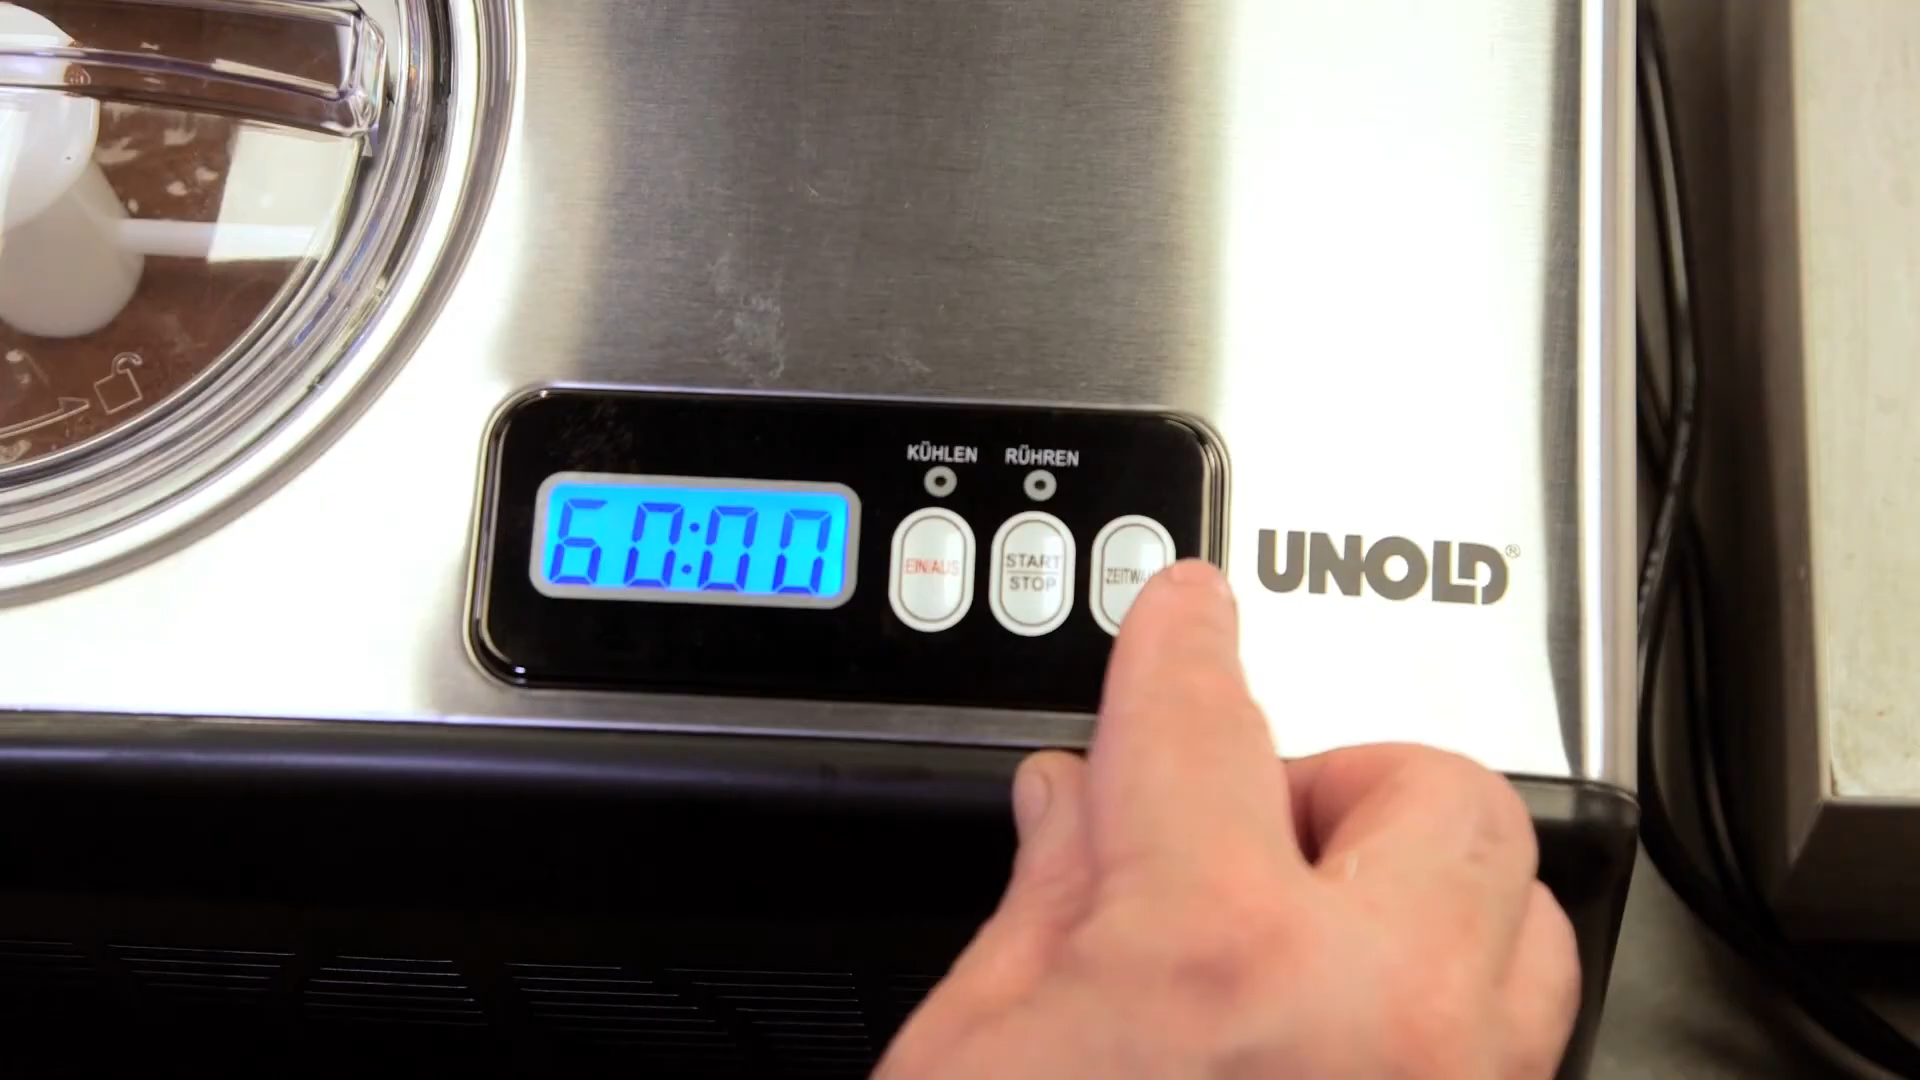 KÜHLEN RÜHREN
60:00
EIN/AUS
START
STOP
UNOLD®